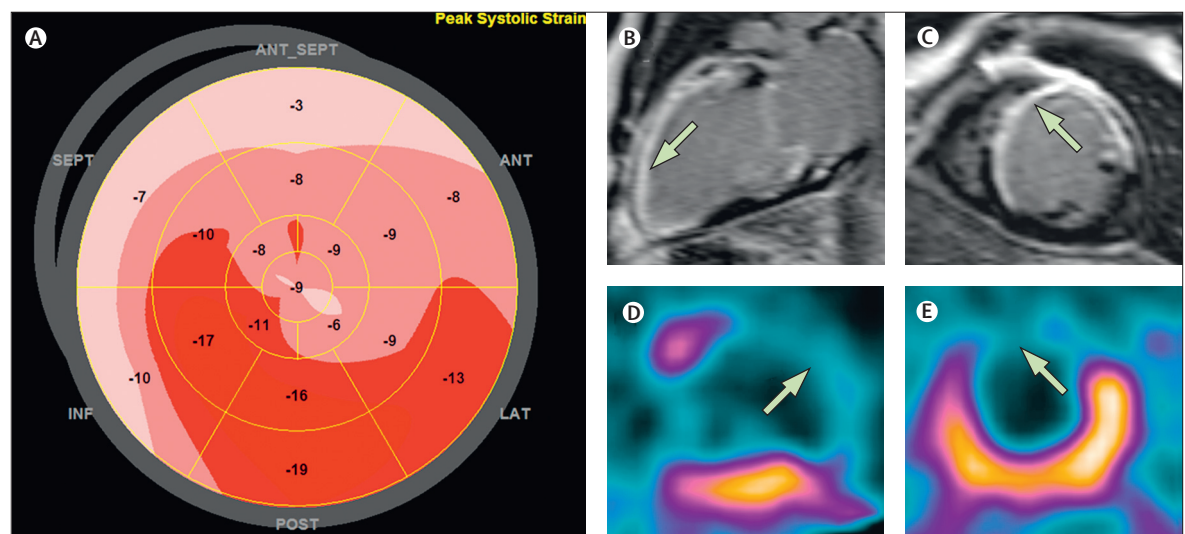 A
Peak Systolic Strain
ANT_SEPT
-3
SEPT
ANT
-7
-8
-8
-10
-9
-8
-9
-9
-11
-6
-17
-9
-10
-16
-13
INF
LAT
-19
POST
B
C
D
E